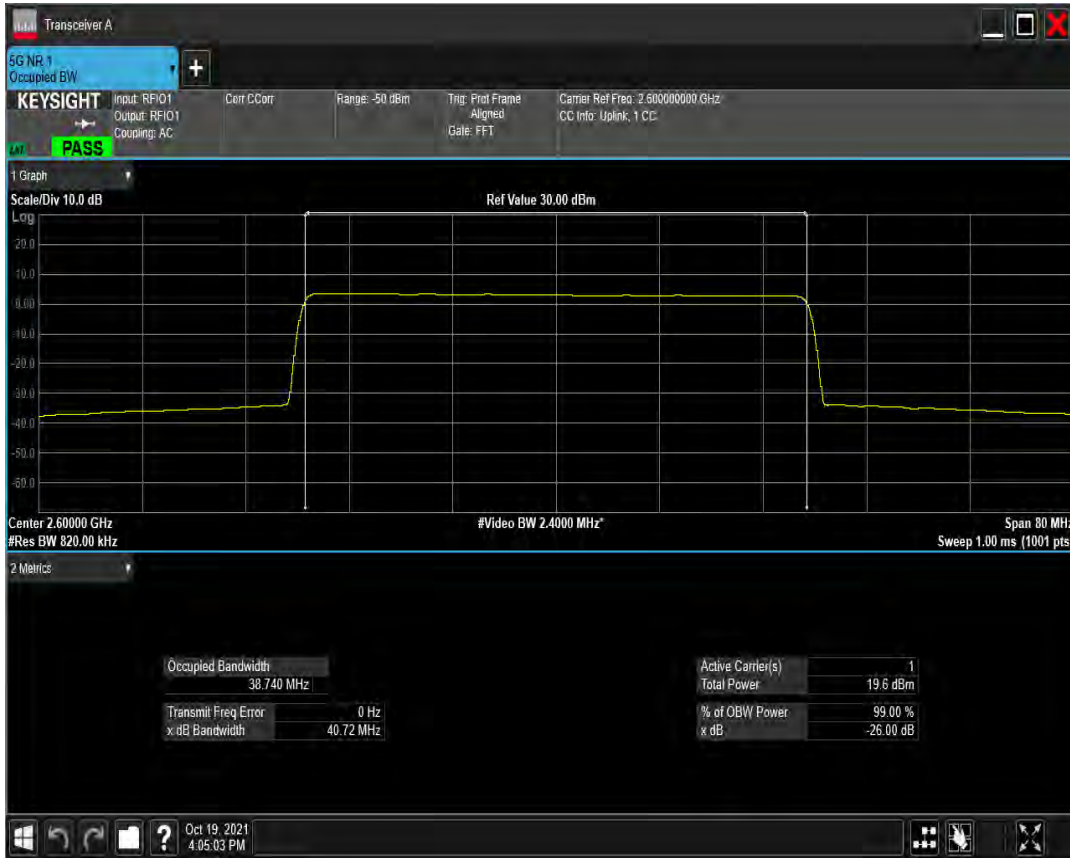 Transceiver A
5G NR 1
Occupied BW
+
KEYSIGHT
Input: RFIO1
Output: RFIO1
Coupling: AC
Corr CCorr
Range: -50 dBm
Trig: Prot Frame
Aligned
Gate: FFT
Carrier Ref Freq: 2.600000000 GHz
CC Info: Uplink, 1 CC
PASS
1 Graph
Scale/Div 10.0 dB
Ref Value 30.00 dBm
Log
20.0
10.0
0.00
-10.0
-20.0
-30.0
-40.0
-50.0
-60.0
Center 2.60000 GHz
#Video BW 2.4000 MHz*
Span 80 MHz
#Res BW 820.00 kHz
Sweep 1.00 ms (1001 pts
2 Metrics
Occupied Bandwidth
38.740 MHz
Transmit Freq Error 0 Hz
x dB Bandwidth 40.72 MHz
Active Carrier(s) 1
Total Power 19.6 dBm
% of OBW Power 99.00 %
x dB -26.00 dB
?
Oct 19, 2021
4:05:03 PM